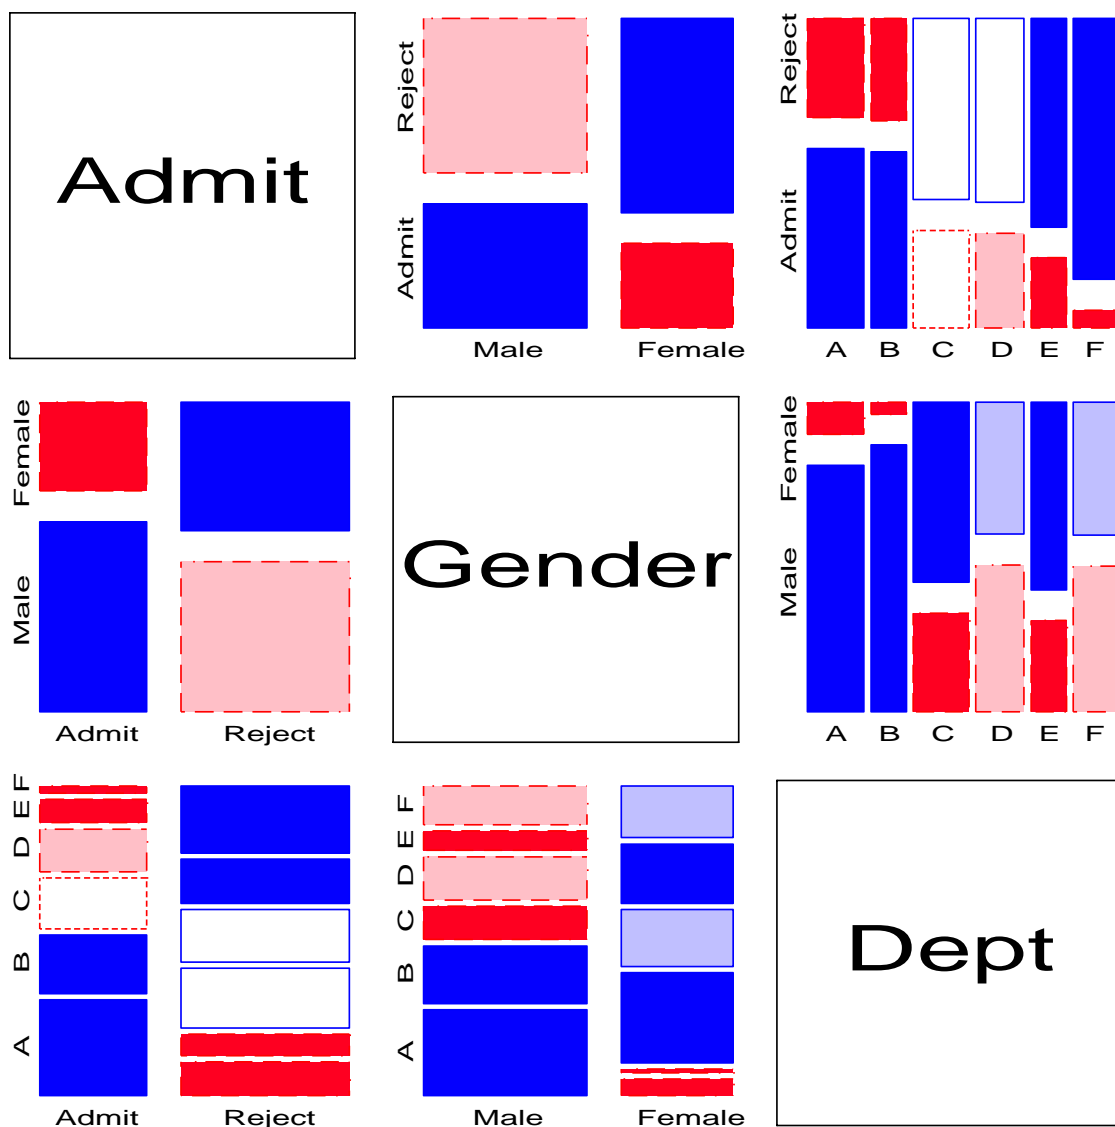 Admit
Reject
Admit
Male Female
Reject
Admit
A B C D E F
Female
Male
Admit Reject
Gender
Female
Male
A B C D E F
F
E
D
C
B
A
Admit Reject
F
E
D
C
B
A
Male Female
Dept